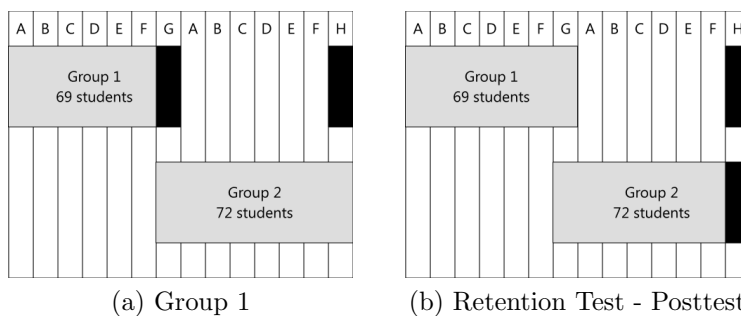 A B C D E F G A B C D E F H
Group 1
69 students
Group 2
72 students
(a) Group 1
A B C D E F G A B C D E F H
Group 1
69 students
Group 2
72 students
(b) Retention Test - Posttest